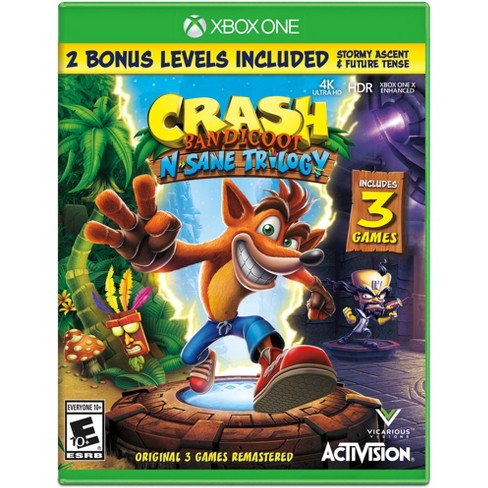 XBOX ONE
2 BONUS LEVELS INCLUDED
STORMY ASCENT
& FUTURE TENSE
4K
ULTRA HD
HDR
XBOX ONE X
ENHANCED
CRASH
BANDICOOT
N. SANE TRILOGY
INCLUDES
3
GAMES
N
EVERYONE 10+
E
10+
ESRB
ORIGINAL 3 GAMES REMASTERED
VICARIOUS
VISIONS
ACTIVISION